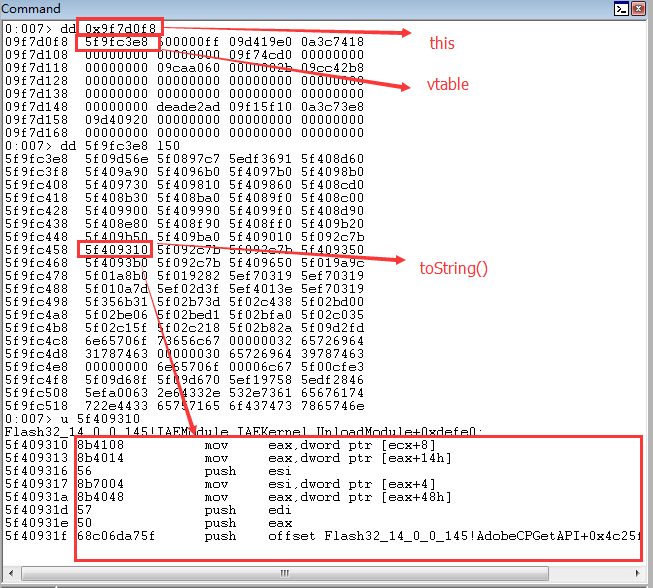 Command
0:007> dd 0x9f7d0f8
09f7d0f8 5f9fc3e8 600000ff 09d419e0 0a3c7418
09f7d108 00000000 00000000 09f74cd0 00000000
09f7d118 00000000 09caa060 0000002b 09cc42b8
09f7d128 00000000 00000000 00000000 00000000
09f7d138 00000000 00000000 00000000 00000000
09f7d148 00000000 deade2ad 09f15f10 0a3c73e8
09f7d158 09d40920 00000000 00000000 00000000
09f7d168 00000000 00000000 00000000 00000000
0:007> dd 5f9fc3e8 150
5f9fc3e8 5f09d56e 5f0897c7 5edf3691 5f408d60
5f9fc3f8 5f409a90 5f4096b0 5f4097b0 5f4098b0
5f9fc408 5f409730 5f409810 5f409860 5f408cd0
5f9fc418 5f408b30 5f408ba0 5f4089f0 5f408c00
5f9fc428 5f409900 5f409990 5f4099f0 5f408d90
5f9fc438 5f408e80 5f408f90 5f408ff0 5f409b20
5f9fc448 5f409b50 5f409ba0 5f409010 5f092c7b
5f9fc458 5f409310 5f092c7b 5f092c7b 5f409350
5f9fc468 5f4093b0 5f092c7b 5f409650 5f019a9c
5f9fc478 5f01a8b0 5f019282 5ef70319 5ef70319
5f9fc488 5f010a7d 5ef02d3f 5ef4013e 5ef70319
5f9fc498 5f356b31 5f02b73d 5f02c438 5f02bd00
5f9fc4a8 5f02be06 5f02bed1 5f02bfa0 5f02c035
5f9fc4b8 5f02c15f 5f02c218 5f02b82a 5f09d2fd
5f9fc4c8 6e65706f 73656c67 00000032 65726964
5f9fc4d8 31787463 00000030 65726964 39787463
5f9fc4e8 00000000 6e65706f 00006c67 5f00cfe3
5f9fc4f8 5f09d68f 5f09d670 5ef19758 5edf2846
5f9fc508 5efa0063 2e64332e 532e7361 65676174
5f9fc518 722e4433 65757165 6f437473 7865746e
0:007> u 5f409310
Flash32_14_0_0_145!IAEModule_IAEKernel_UnloadModule+0xdefe0:
5f409310 8b4108 mov eax,dword ptr [ecx+8]
5f409313 8b4014 mov eax,dword ptr [eax+14h]
5f409316 56 push esi
5f409317 8b7004 mov esi,dword ptr [eax+4]
5f40931a 8b4048 mov eax,dword ptr [eax+48h]
5f40931d 57 push edi
5f40931e 50 push eax
5f40931f 68c06da75f push offset Flash32_14_0_0_145!AdobeCPGetAPI+0x4c25f
this
vtable
toString()